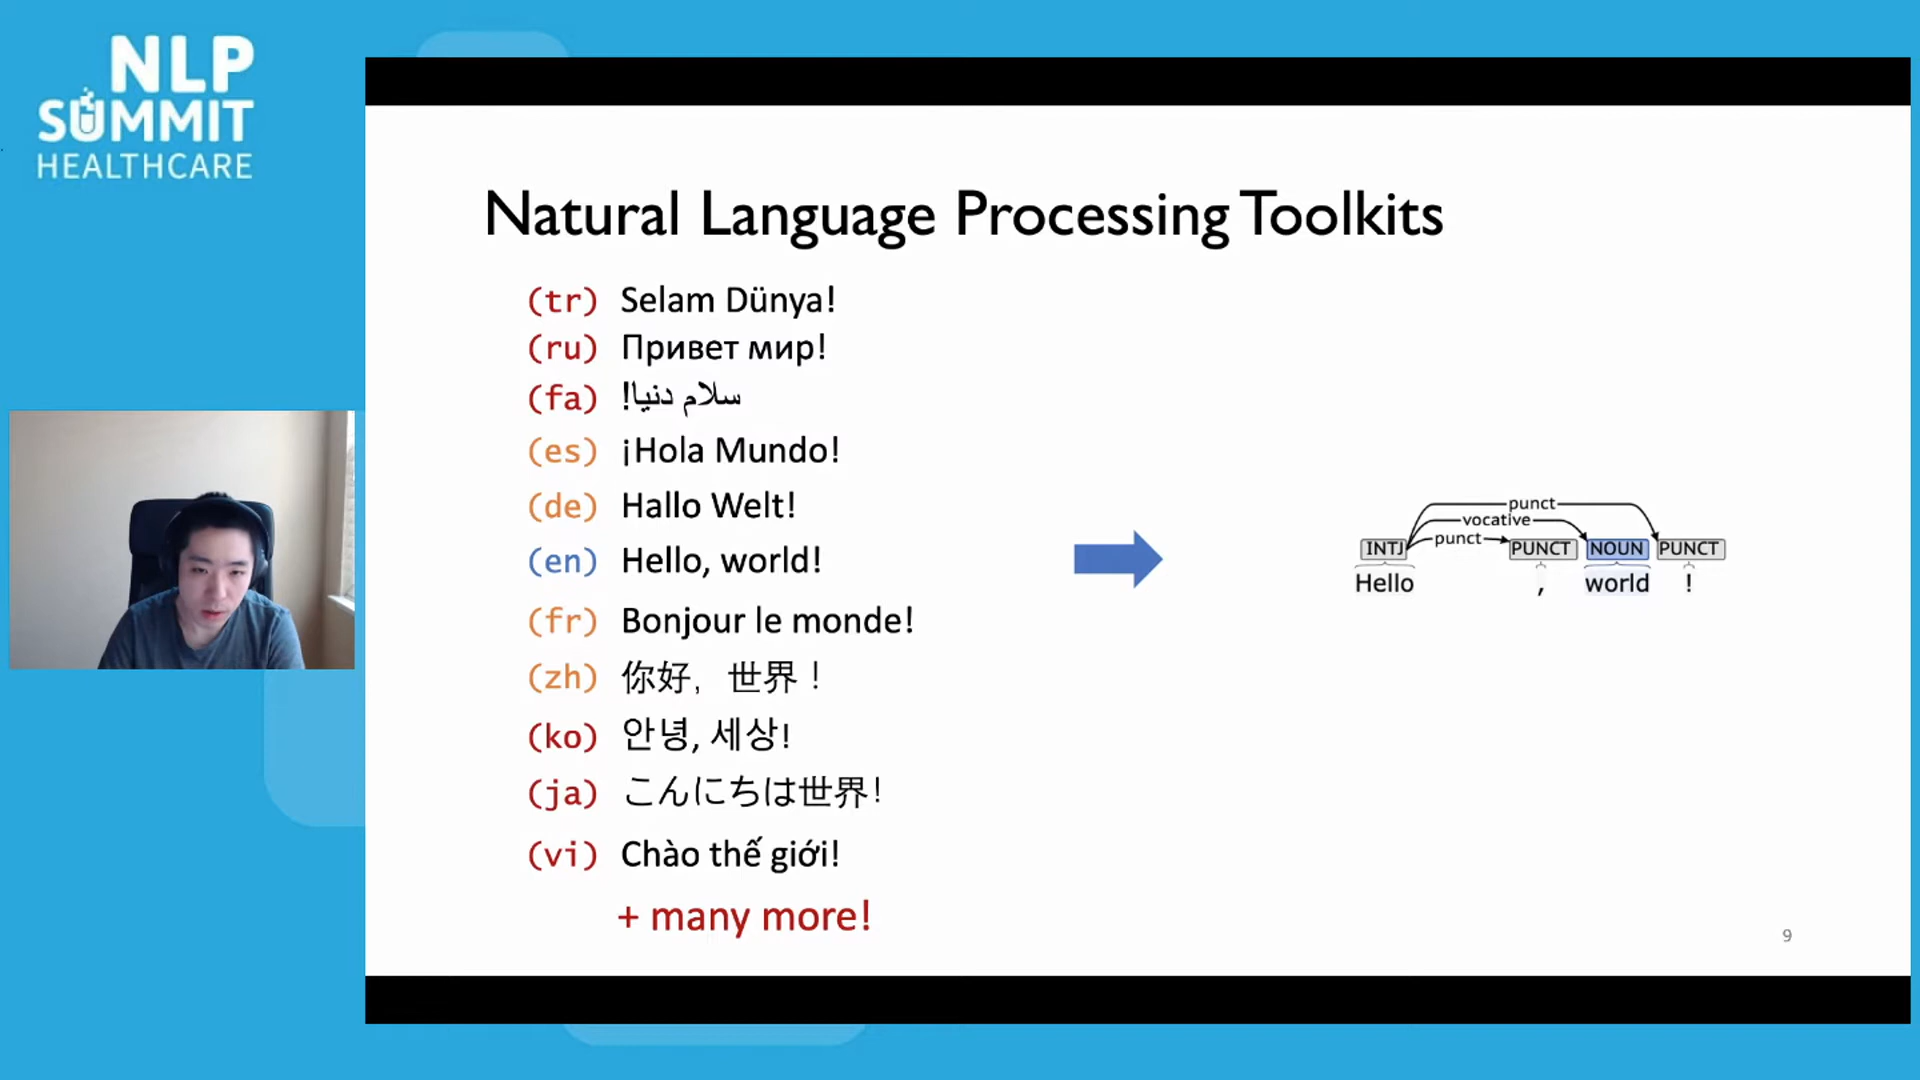 NLP
SUMMIT
HEALTHCARE
Natural Language Processing Toolkits
(tr) Selam Dünya!
(ru) Привет мир!
(fa) سلام دنیا!
(es) ¡Hola Mundo!
(de) Hallo Welt!
(en) Hello, world!
(fr) Bonjour le monde!
(zh) 你好，世界！
(ko) 안녕, 세상!
(ja) こんにちは世界！
(vi) Chào thế giới!
+ many more!
punct
vocative
punct
INTJ PUNCT NOUN PUNCT
Hello , world !
9